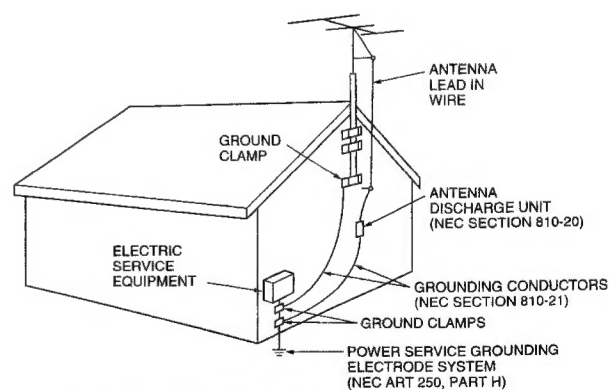 ANTENNA
LEAD IN
WIRE
GROUND
CLAMP
ANTENNA
DISCHARGE UNIT
(NEC SECTION 810-20)
ELECTRIC
SERVICE
EQUIPMENT
GROUNDING CONDUCTORS
(NEC SECTION 810-21)
GROUND CLAMPS
POWER SERVICE GROUNDING
ELECTRODE SYSTEM
(NEC ART 250, PART H)